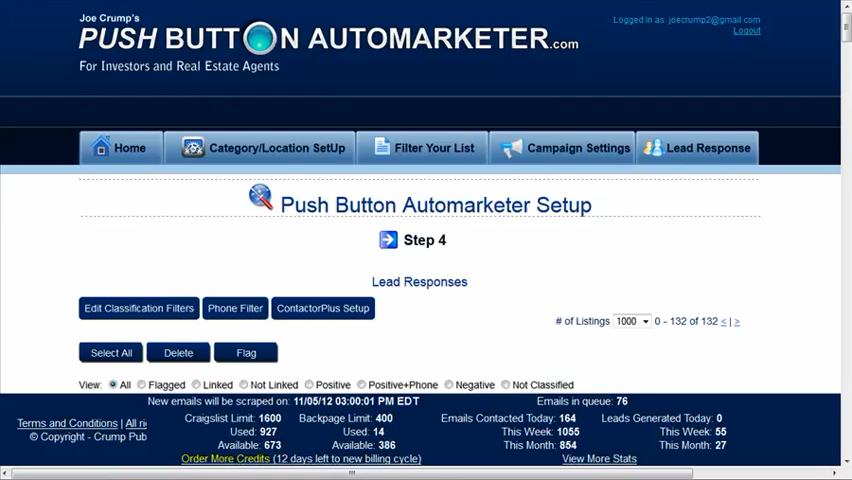 Joe Crump's
PUSH BUTTON AUTOMARKETER.com
For Investors and Real Estate Agents
Logged in as: joecrump2@gmail.com
Logout
Home
Category/Location SetUp
Filter Your List
Campaign Settings
Lead Response
Push Button Automarketer Setup
Step 4
Lead Responses
Edit Classification Filters
Phone Filter
ContactorPlus Setup
# of Listings 1000 0 - 132 of 132 < | >
Select All
Delete
Flag
View: All Flagged Linked Not Linked Positive Positive+Phone Negative Not Classified
New emails will be scraped on: 11/05/12 03:00:01 PM EDT
Emails in queue: 76
Terms and Conditions | All ri
© Copyright - Crump Pub
Craigslist Limit: 1600
Used: 927
Available: 673
Backpage Limit: 400
Used: 14
Available: 386
Order More Credits (12 days left to new billing cycle)
Emails Contacted Today: 164
This Week: 1055
This Month: 854
Leads Generated Today: 0
This Week: 55
This Month: 27
View More Stats